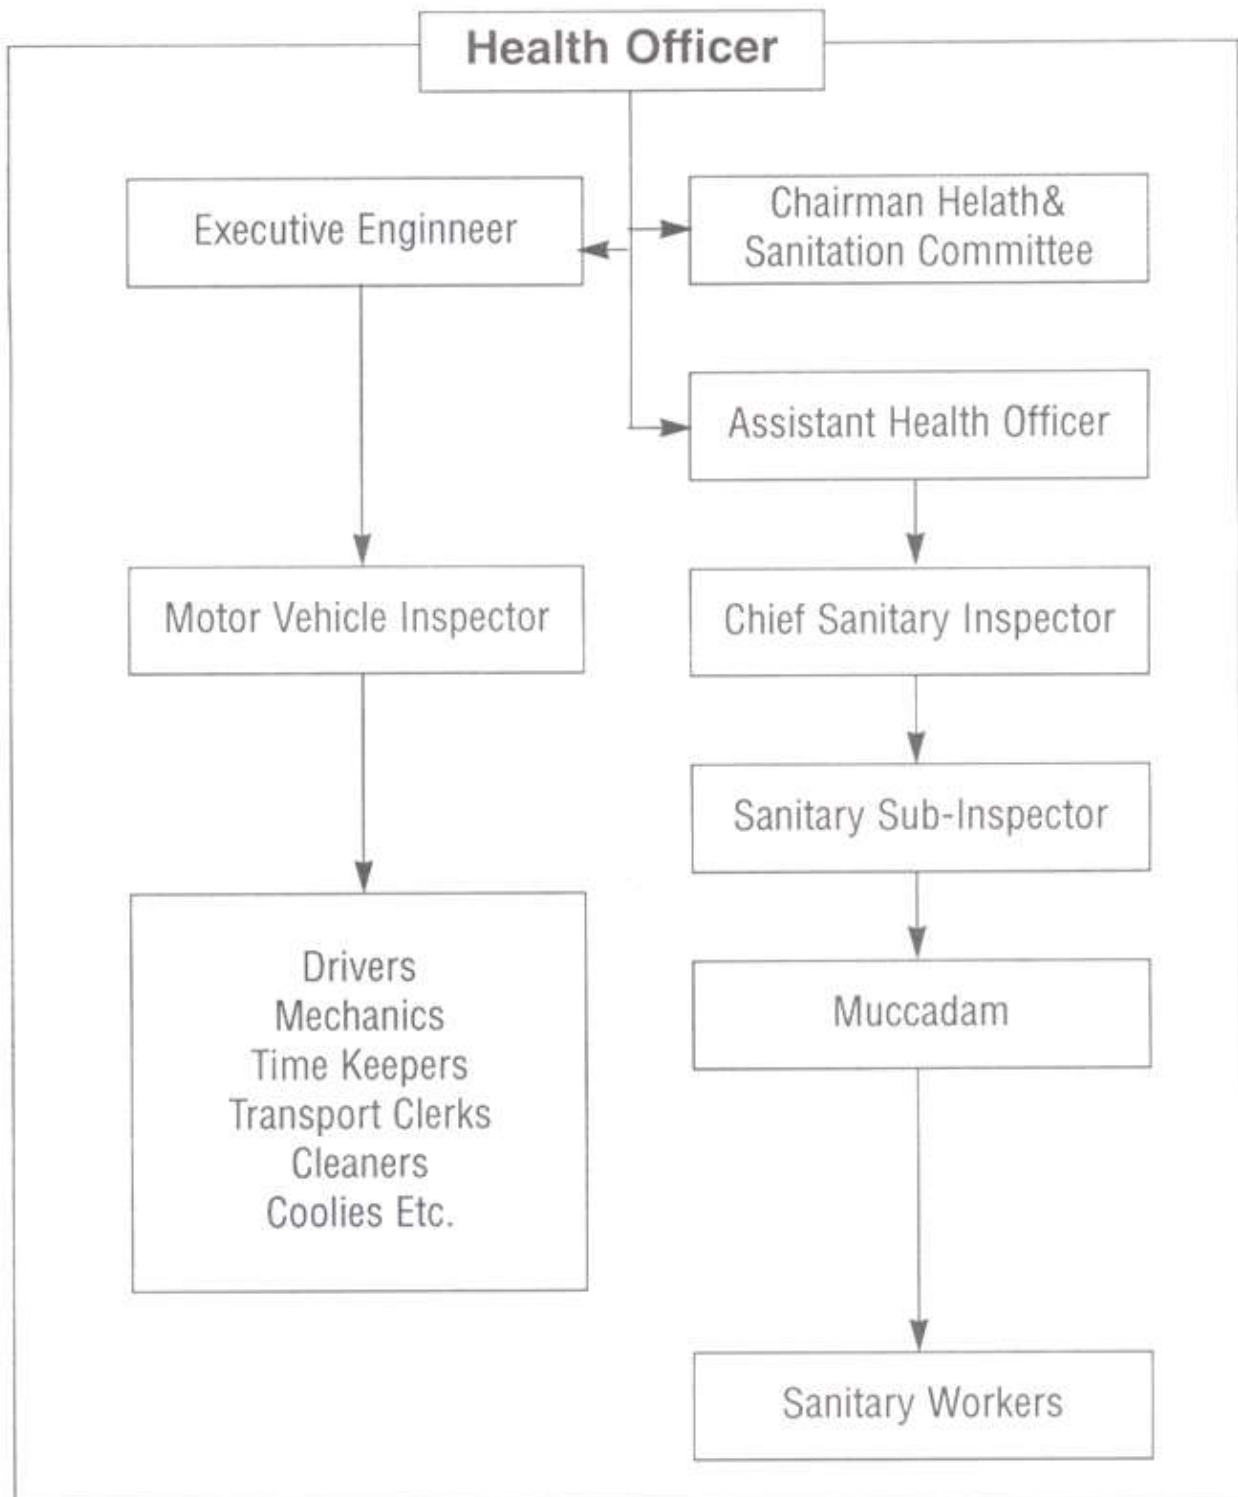 Health Officer
Executive Enginneer
Chairman Helath&
Sanitation Committee
Assistant Health Officer
Motor Vehicle Inspector
Chief Sanitary Inspector
Sanitary Sub-Inspector
Drivers
Mechanics
Time Keepers
Transport Clerks
Cleaners
Coolies Etc.
Muccadam
Sanitary Workers